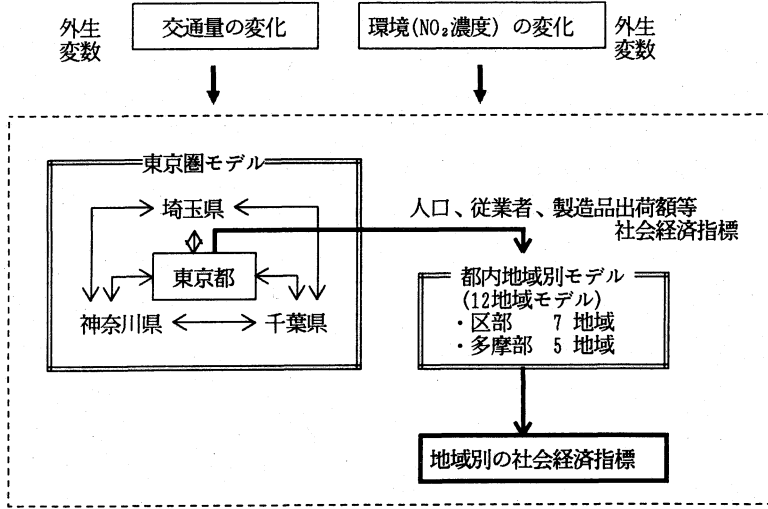 外生
変数
交通量の変化
環境(NO₂濃度) の変化
外生
変数
東京圏モデル
埼玉県
東京都
神奈川県
千葉県
人口、従業者、製造品出荷額等
社会経済指標
都内地域別モデル
(12地域モデル)
・区部 7 地域
・多摩部 5 地域
地域別の社会経済指標